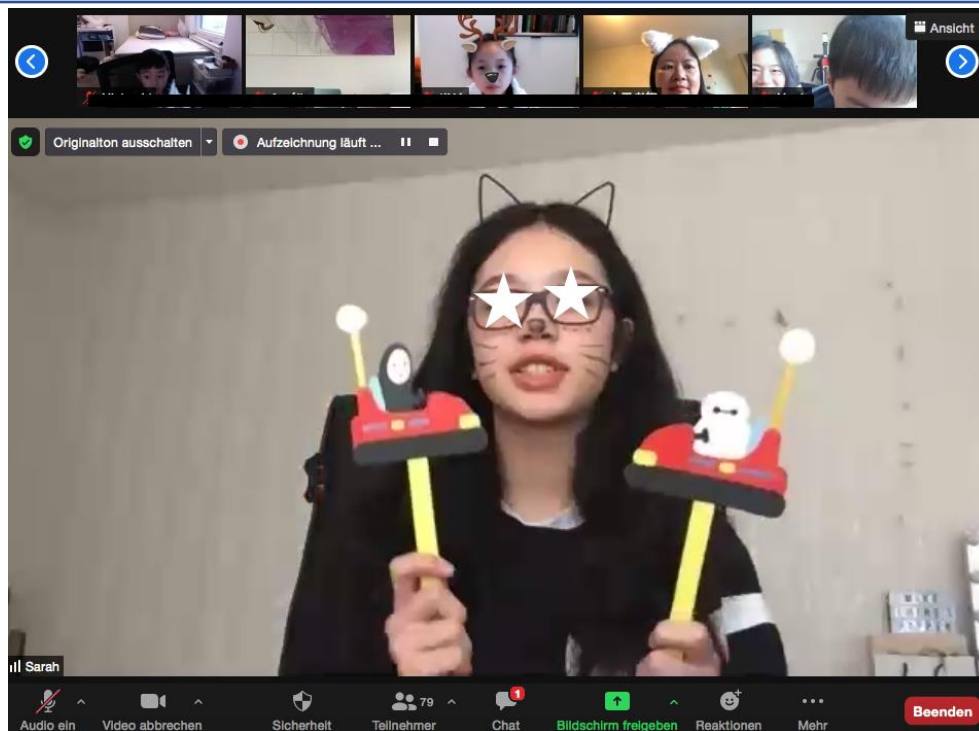 Ansicht
Originalton ausschalten
Aufzeichnung läuft ...
Sarah
79
1
Audio ein
Video abbrechen
Sicherheit
Teilnehmer
Chat
Bildschirm freigeben
Reaktionen
Mehr
Beenden